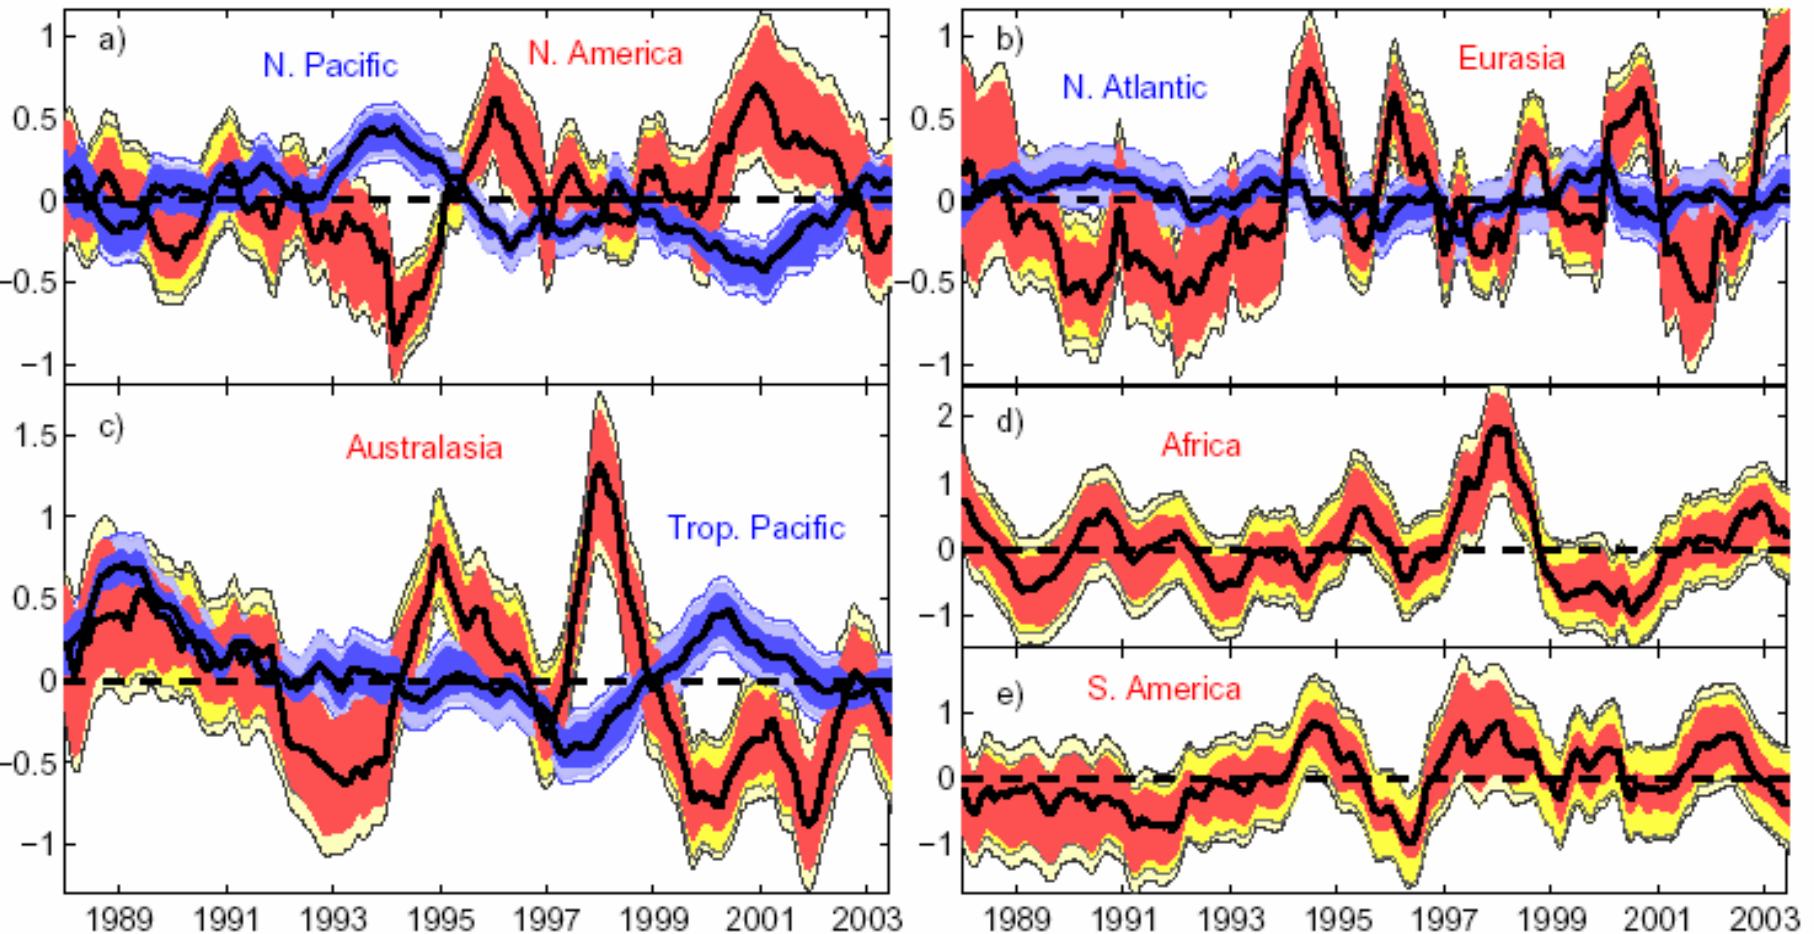 a)
N. Pacific
N. America
1
0.5
0
−0.5
−1
b)
N. Atlantic
Eurasia
1
0.5
0
−0.5
−1
c)
Australasia
Trop. Pacific
1.5
1
0.5
0
−0.5
−1
1989 1991 1993 1995 1997 1999 2001 2003
d)
Africa
2
1
0
−1
e)
S. America
1
0
−1
1989 1991 1993 1995 1997 1999 2001 2003